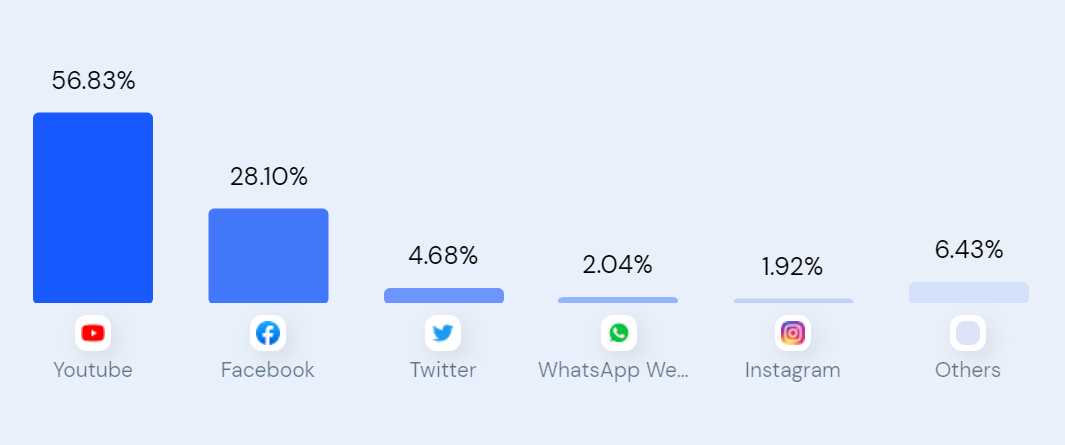 56.83%
28.10%
4.68%
2.04%
1.92%
6.43%
Youtube
Facebook
Twitter
WhatsApp We...
Instagram
Others